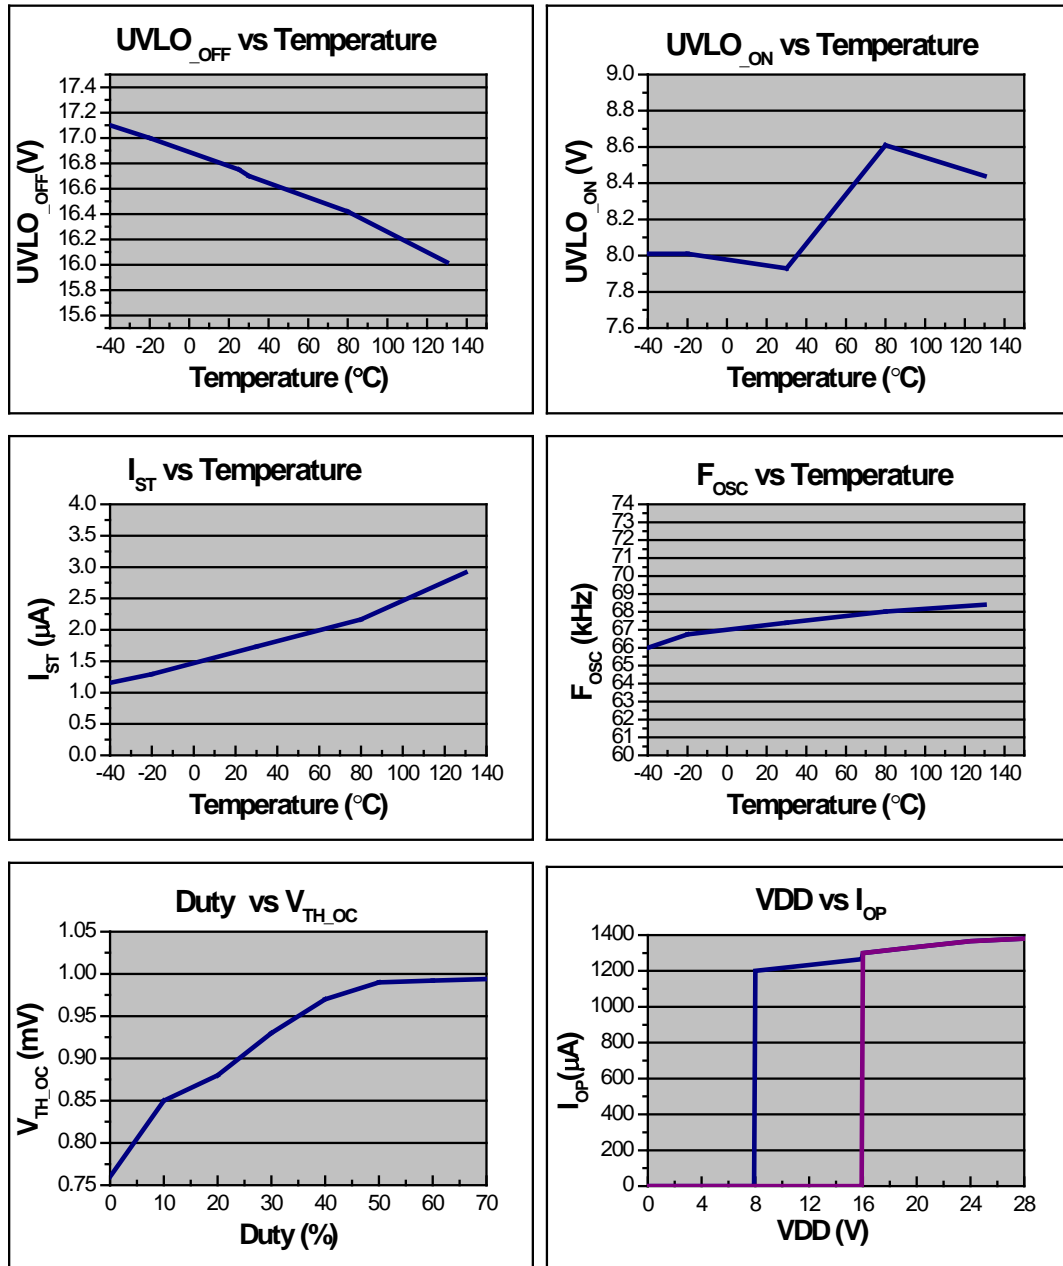 UVLO_OFF vs Temperature
17.4
17.2
17.0
16.8
16.6
16.4
16.2
16.0
15.8
15.6
UVLO_OFF(V)
-40 -20 0 20 40 60 80 100 120 140
Temperature (°C)
UVLO_ON vs Temperature
9.0
8.8
8.6
8.4
8.2
8.0
7.8
7.6
UVLO_ON (V)
-40 -20 0 20 40 60 80 100 120 140
Temperature (°C)
I_ST vs Temperature
4.0
3.5
3.0
2.5
2.0
1.5
1.0
0.5
0.0
I_ST (µA)
-40 -20 0 20 40 60 80 100 120 140
Temperature (°C)
F_OSC vs Temperature
74
73
72
71
70
69
68
67
66
65
64
63
62
61
60
F_OSC (kHz)
-40 -20 0 20 40 60 80 100 120 140
Temperature (°C)
Duty vs V_TH_OC
1.05
1.00
0.95
0.90
0.85
0.80
0.75
V_TH_OC (mV)
0 10 20 30 40 50 60 70
Duty (%)
VDD vs I_OP
1400
1200
1000
800
600
400
200
0
I_OP(µA)
0 4 8 12 16 20 24 28
VDD (V)